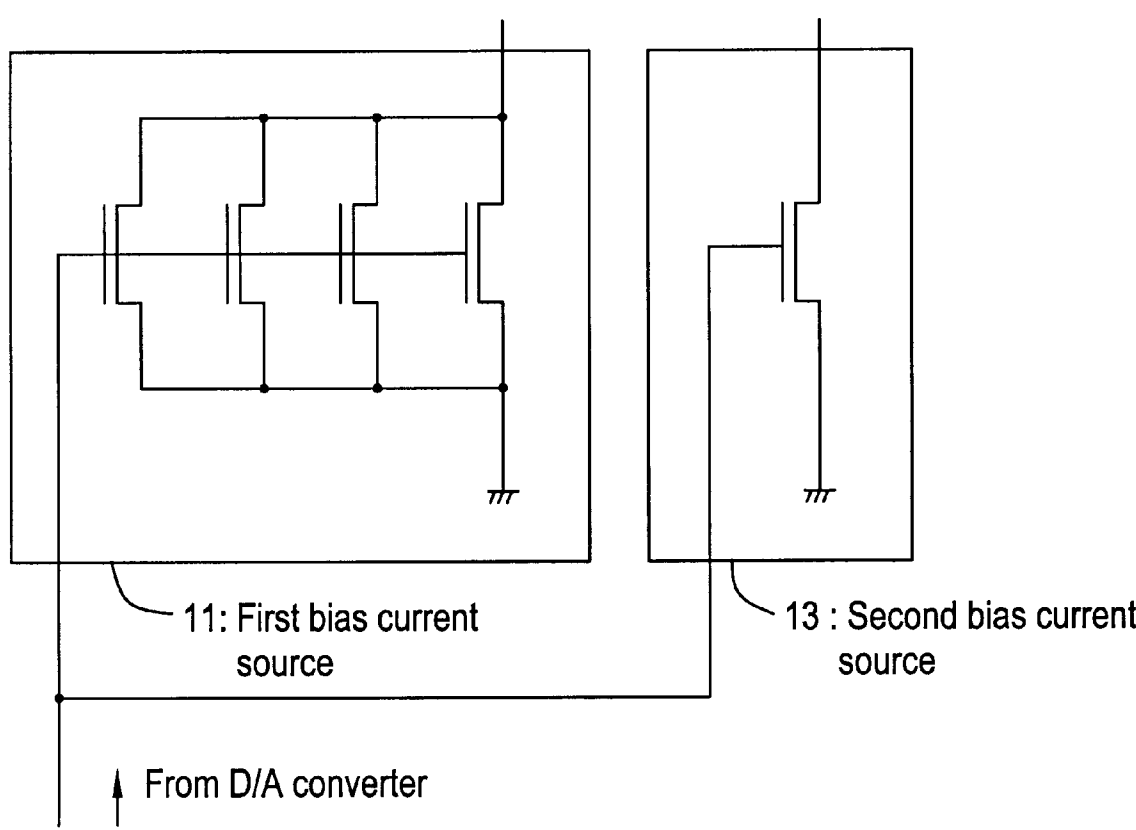 11: First bias current
source
13 : Second bias current
source
From D/A converter